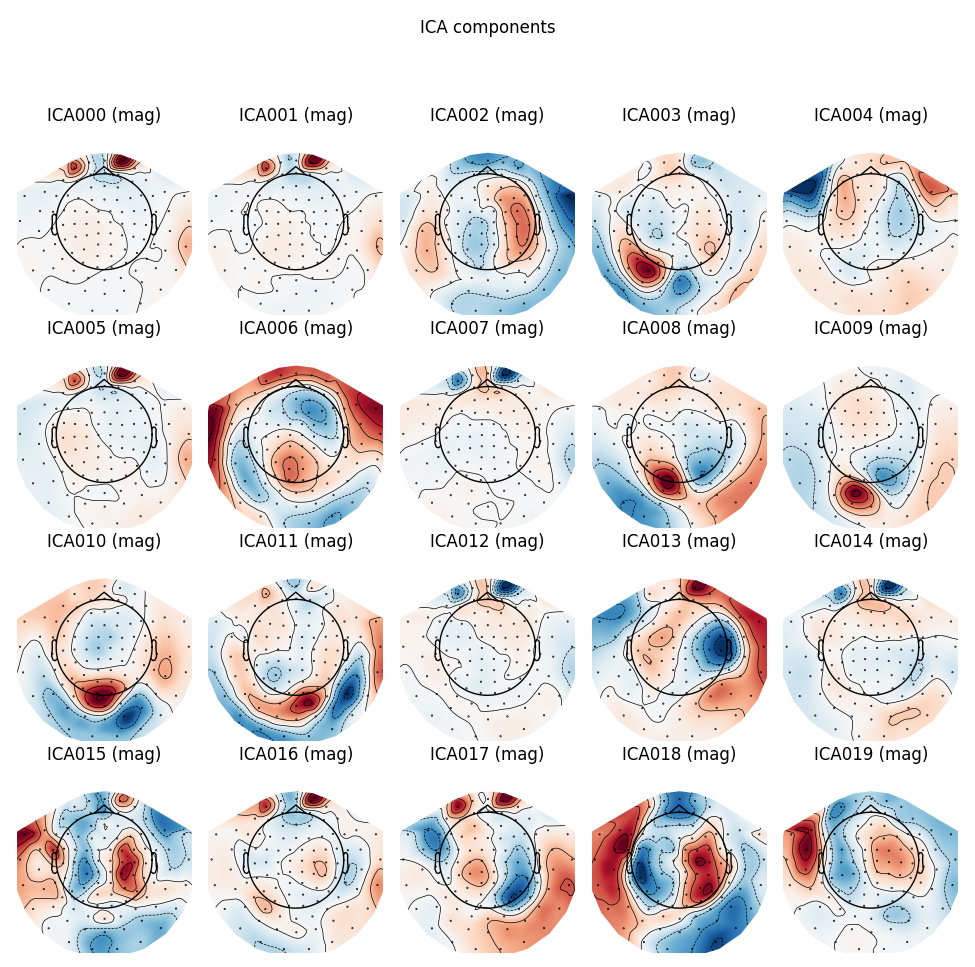 ICA components
ICA000 (mag) ICA001 (mag) ICA002 (mag) ICA003 (mag) ICA004 (mag)
ICA005 (mag) ICA006 (mag) ICA007 (mag) ICA008 (mag) ICA009 (mag)
ICA010 (mag) ICA011 (mag) ICA012 (mag) ICA013 (mag) ICA014 (mag)
ICA015 (mag) ICA016 (mag) ICA017 (mag) ICA018 (mag) ICA019 (mag)